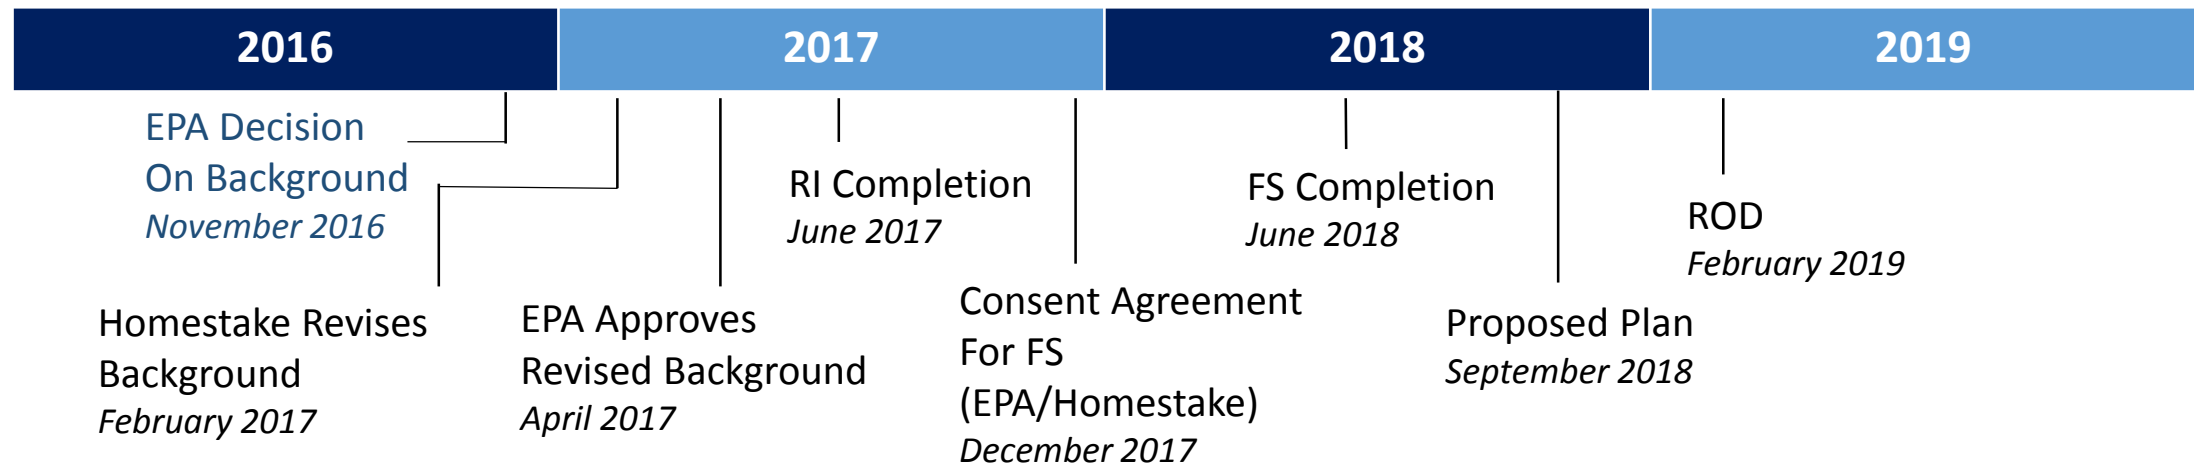 2016
2017
2018
2019
EPA Decision
On Background
November 2016
Homestake Revises
Background
February 2017
EPA Approves
Revised Background
April 2017
RI Completion
June 2017
Consent Agreement
For FS
(EPA/Homestake)
December 2017
FS Completion
June 2018
Proposed Plan
September 2018
ROD
February 2019